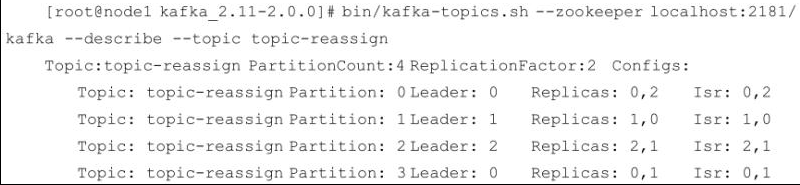 [root@node1 kafka_2.11-2.0.0]# bin/kafka-topics.sh --zookeeper localhost:2181/
kafka --describe --topic topic-reassign
Topic:topic-reassign PartitionCount:4 ReplicationFactor:2 Configs:
Topic: topic-reassign Partition: 0 Leader: 0 Replicas: 0,2 Isr: 0,2
Topic: topic-reassign Partition: 1 Leader: 1 Replicas: 1,0 Isr: 1,0
Topic: topic-reassign Partition: 2 Leader: 2 Replicas: 2,1 Isr: 2,1
Topic: topic-reassign Partition: 3 Leader: 0 Replicas: 0,1 Isr: 0,1